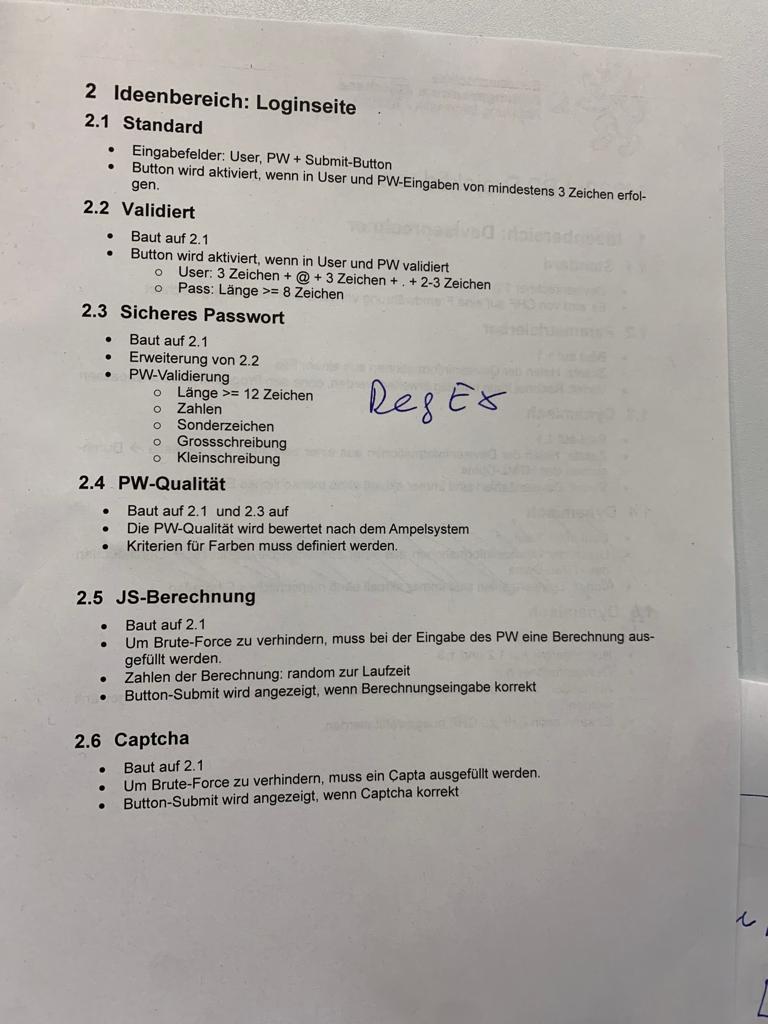 2 Ideenbereich: Loginseite
2.1 Standard
• Eingabefelder: User, PW + Submit-Button
• Button wird aktiviert, wenn in User und PW-Eingaben von mindestens 3 Zeichen erfol-
gen.
2.2 Validiert
• Baut auf 2.1
• Button wird aktiviert, wenn in User und PW validiert
o User: 3 Zeichen + @ + 3 Zeichen + . + 2-3 Zeichen
o Pass: Länge >= 8 Zeichen
2.3 Sicheres Passwort
• Baut auf 2.1
• Erweiterung von 2.2
• PW-Validierung
o Länge >= 12 Zeichen
o Zahlen
o Sonderzeichen
o Grossschreibung
o Kleinschreibung
RegEx
2.4 PW-Qualität
• Baut auf 2.1 und 2.3 auf
• Die PW-Qualität wird bewertet nach dem Ampelsystem
• Kriterien für Farben muss definiert werden.
2.5 JS-Berechnung
• Baut auf 2.1
• Um Brute-Force zu verhindern, muss bei der Eingabe des PW eine Berechnung aus-
gefüllt werden.
• Zahlen der Berechnung: random zur Laufzeit
• Button-Submit wird angezeigt, wenn Berechnungseingabe korrekt
2.6 Captcha
• Baut auf 2.1
• Um Brute-Force zu verhindern, muss ein Capta ausgefüllt werden.
• Button-Submit wird angezeigt, wenn Captcha korrekt